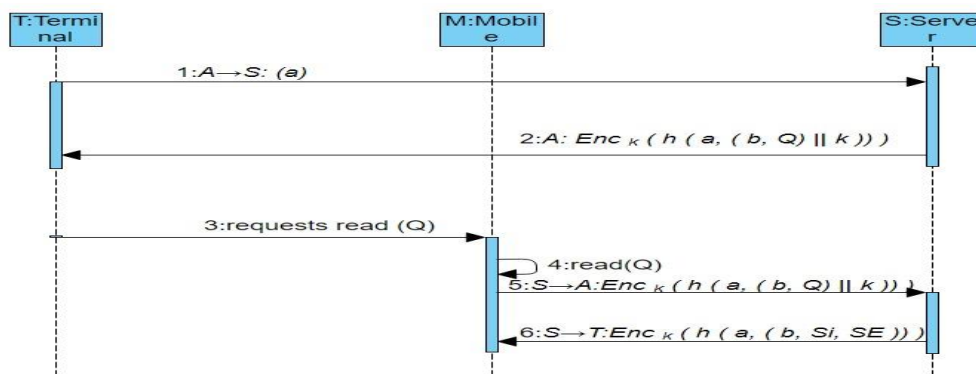 T:Termi
nal
M:Mobil
e
S:Serve
r
1:A→S: (a)
2:A: Enc K ( h ( a, ( b, Q) || k )) )
3:requests read (Q)
4:read(Q)
5:S→A:Enc K ( h ( a, ( b, Q) || k )) )
6:S→T:Enc K ( h ( a, ( b, Si, SE )) )